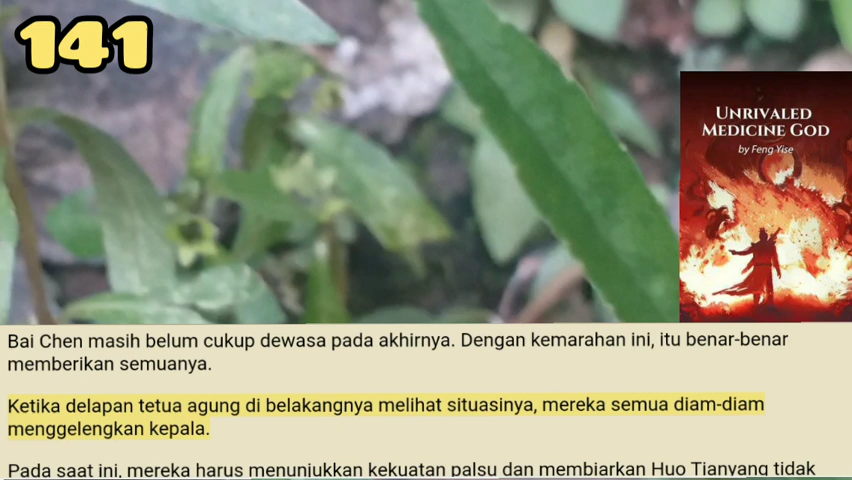 141
UNRIVALED
MEDICINE GOD
by Feng Yise
Bai Chen masih belum cukup dewasa pada akhirnya. Dengan kemarahan ini, itu benar-benar
memberikan semuanya.
Ketika delapan tetua agung di belakangnya melihat situasinya, mereka semua diam-diam
menggelengkan kepala.
Pada saat ini, mereka harus menunjukkan kekuatan palsu dan membiarkan Huo Tianyang tidak